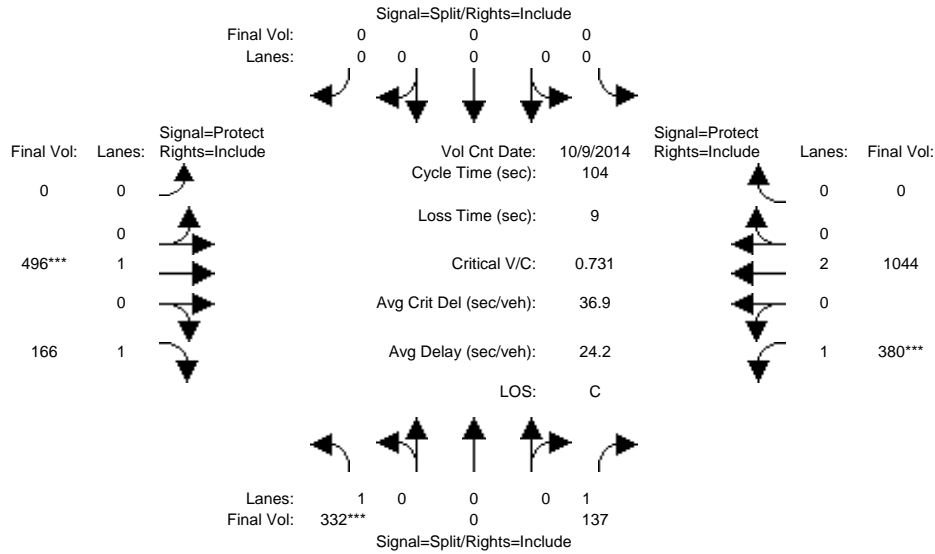 Signal=Split/Rights=Include
Final Vol: 0 0 0
Lanes: 0 0 0 0 0
Signal=Protect Signal=Protect
Final Vol: Lanes: Rights=Include Vol Cnt Date: 10/9/2014 Rights=Include Lanes: Final Vol:
Cycle Time (sec): 104
0 0 0 0
Loss Time (sec): 9
0 0
496*** 1 Critical V/C: 0.731 2 1044
0 Avg Crit Del (sec/veh): 36.9 0
166 1 Avg Delay (sec/veh): 24.2 1 380***
LOS: C
Lanes: 1 0 0 0 1
Final Vol: 332*** 0 137
Signal=Split/Rights=Include